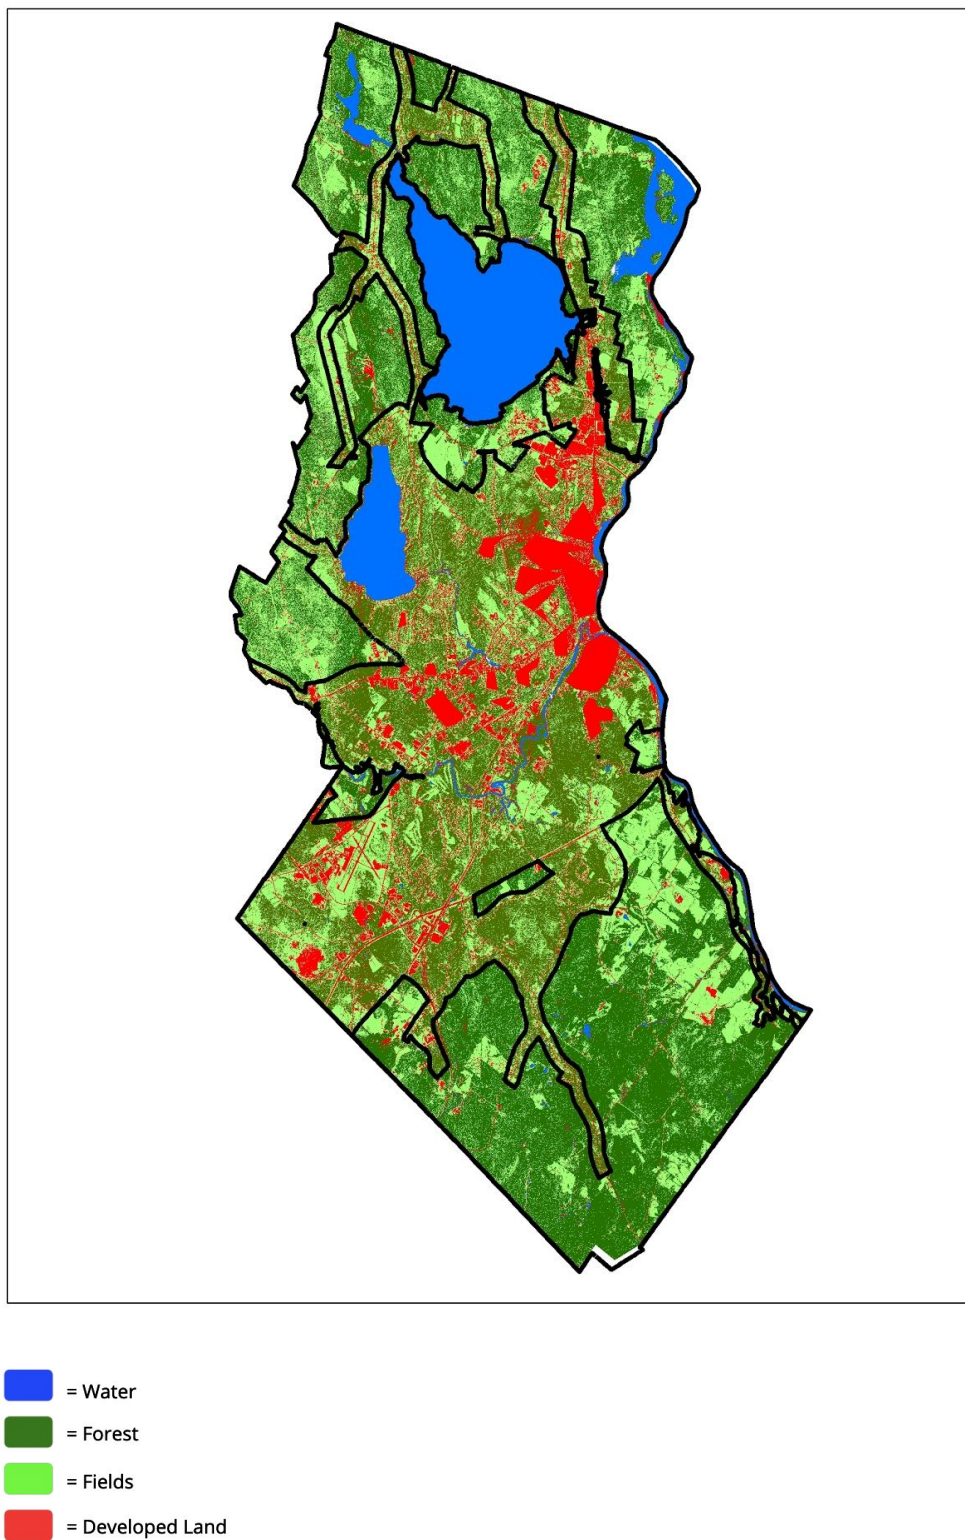 = Water
= Forest
= Fields
= Developed Land